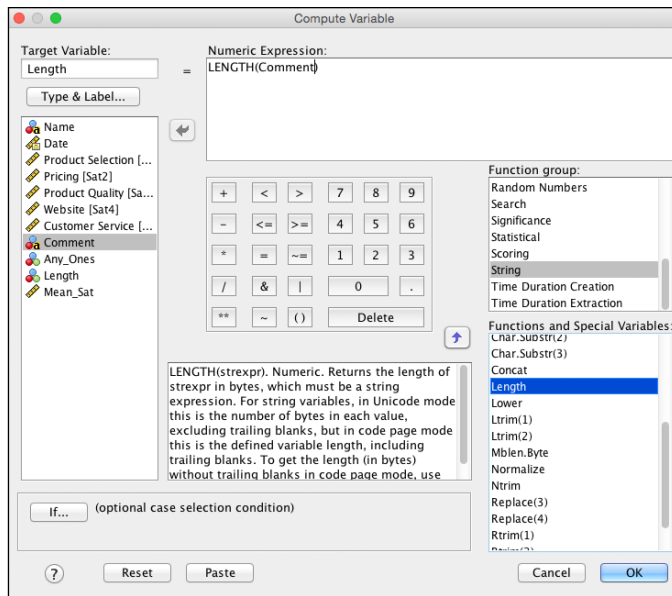 Compute Variable
Target Variable:
Length
Type & Label...
=
Numeric Expression:
LENGTH(Comment)
Name
Date
Product Selection [...
Pricing [Sat2]
Product Quality [Sa...
Website [Sat4]
Customer Service [...
Comment
Any_Ones
Length
Mean_Sat
+ < > 7 8 9
- <= >= 4 5 6
* = ~= 1 2 3
/ & | 0 .
** ~ () Delete
Function group:
Random Numbers
Search
Significance
Statistical
Scoring
String
Time Duration Creation
Time Duration Extraction
Functions and Special Variables:
Char.Substr(2)
Char.Substr(3)
Concat
Length
Lower
Ltrim(1)
Ltrim(2)
Mblen.Byte
Normalize
Ntrim
Replace(3)
Replace(4)
Rtrim(1)
Rtrim(2)
LENGTH(strexpr). Numeric. Returns the length of
strexpr in bytes, which must be a string
expression. For string variables, in Unicode mode
this is the number of bytes in each value,
excluding trailing blanks, but in code page mode
this is the defined variable length, including
trailing blanks. To get the length (in bytes)
without trailing blanks in code page mode, use
If... (optional case selection condition)
? Reset Paste Cancel OK